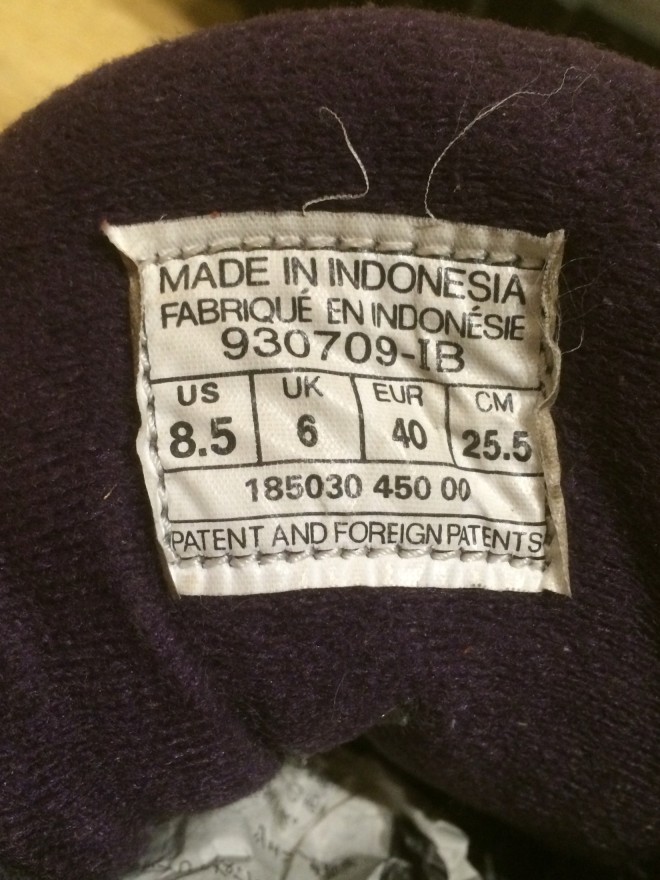 MADE IN INDONESIA
FABRIQUÉ EN INDONÉSIE
930709-IB
US UK EUR CM
8.5 6 40 25.5
185030 450 00
PATENT AND FOREIGN PATENTS